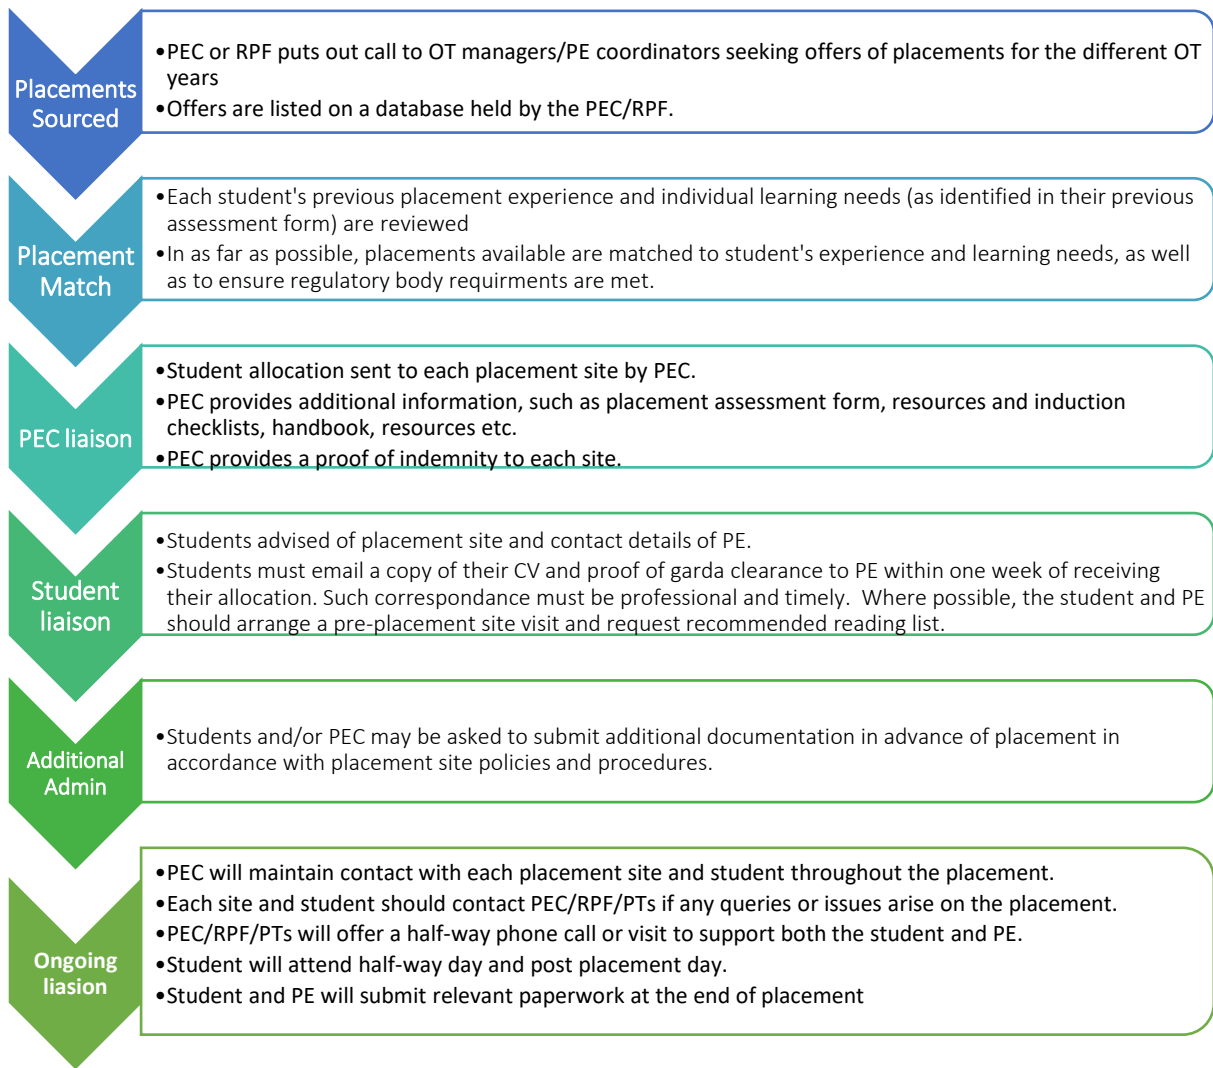 Placements
Sourced
•PEC or RPF puts out call to OT managers/PE coordinators seeking offers of placements for the different OT
years
•Offers are listed on a database held by the PEC/RPF.
Placement
Match
•Each student's previous placement experience and individual learning needs (as identified in their previous
assessment form) are reviewed
•In as far as possible, placements available are matched to student's experience and learning needs, as well
as to ensure regulatory body requirments are met.
PEC liaison
•Student allocation sent to each placement site by PEC.
•PEC provides additional information, such as placement assessment form, resources and induction
checklists, handbook, resources etc.
•PEC provides a proof of indemnity to each site.
Student
liaison
•Students advised of placement site and contact details of PE.
•Students must email a copy of their CV and proof of garda clearance to PE within one week of receiving
their allocation. Such correspondance must be professional and timely.  Where possible, the student and PE
should arrange a pre-placement site visit and request recommended reading list.
Additional
Admin
•Students and/or PEC may be asked to submit additional documentation in advance of placement in
accordance with placement site policies and procedures.
Ongoing
liasion
•PEC will maintain contact with each placement site and student throughout the placement.
•Each site and student should contact PEC/RPF/PTs if any queries or issues arise on the placement.
•PEC/RPF/PTs will offer a half-way phone call or visit to support both the student and PE.
•Student will attend half-way day and post placement day.
•Student and PE will submit relevant paperwork at the end of placement